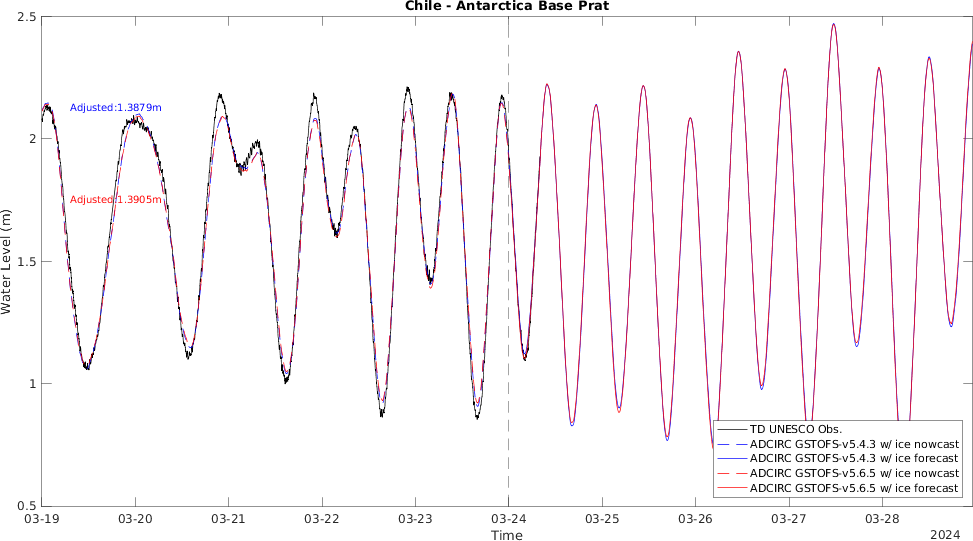 Chile - Antarctica Base Prat
2.5
Adjusted:1.3879m
2
Adjusted:1.3905m
Water Level (m)
1.5
1
TD UNESCO Obs.
ADCIRC GSTOFS-v5.4.3 w/ ice nowcast
ADCIRC GSTOFS-v5.4.3 w/ ice forecast
ADCIRC GSTOFS-v5.6.5 w/ ice nowcast
ADCIRC GSTOFS-v5.6.5 w/ ice forecast
0.5
03-19 03-20 03-21 03-22 03-23 03-24 03-25 03-26 03-27 03-28
Time
2024